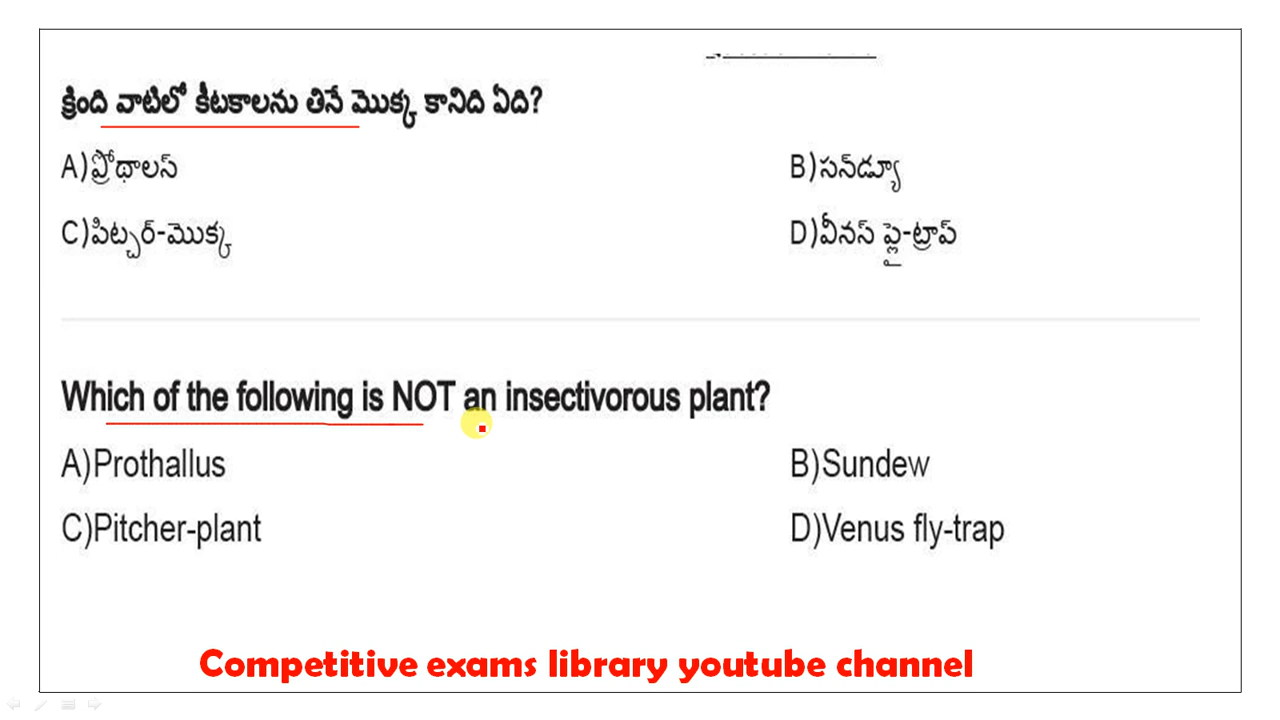 క్రింది వాటిలో కీటకాలను తినే మొక్క కానిది ఏది?
A)ప్రోథాలస్ B)సన్‌డ్యూ
C)పిట్చర్-మొక్క D)వీనస్ ఫ్లై-ట్రాప్
Which of the following is NOT an insectivorous plant?
A)Prothallus B)Sundew
C)Pitcher-plant D)Venus fly-trap
Competitive exams library youtube channel